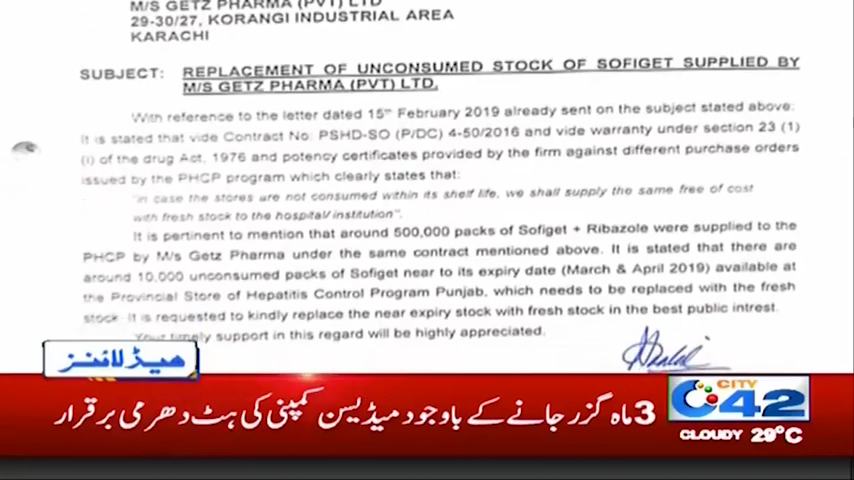 M/S GETZ PHARMA (PVT) LTD
29-30/27, KORANGI INDUSTRIAL AREA
KARACHI
SUBJECT: REPLACEMENT OF UNCONSUMED STOCK OF SOFIGET SUPPLIED BY
M/S GETZ PHARMA (PVT) LTD.
With reference to the letter dated 15th February 2019 already sent on the subject stated above:
It is stated that vide Contract No: PSHD-SO (P/DC) 4-50/2016 and vide warranty under section 23 (1)
(i) of the drug Act, 1976 and potency certificates provided by the firm against different purchase orders
issued by the PHCP program which clearly states that:
"in case the stores are not consumed within its shelf life, we shall supply the same free of cost
with fresh stock to the hospital/ institution".
It is pertinent to mention that around 500,000 packs of Sofiget + Ribazole were supplied to the
PHCP by M/s Getz Pharma under the same contract mentioned above. It is stated that there are
around 10,000 unconsumed packs of Sofiget near to its expiry date (March & April 2019) available at
the Provincial Store of Hepatitis Control Program Punjab, which needs to be replaced with the fresh
stock. It is requested to kindly replace the near expiry stock with fresh stock in the best public intrest.
Your timely support in this regard will be highly appreciated.
ہیڈلائنز
3 ماہ گزر جانے کے باوجود میڈیسن کمپنی کی ہٹ دھرمی برقرار
CITY
42
CLOUDY 29°C